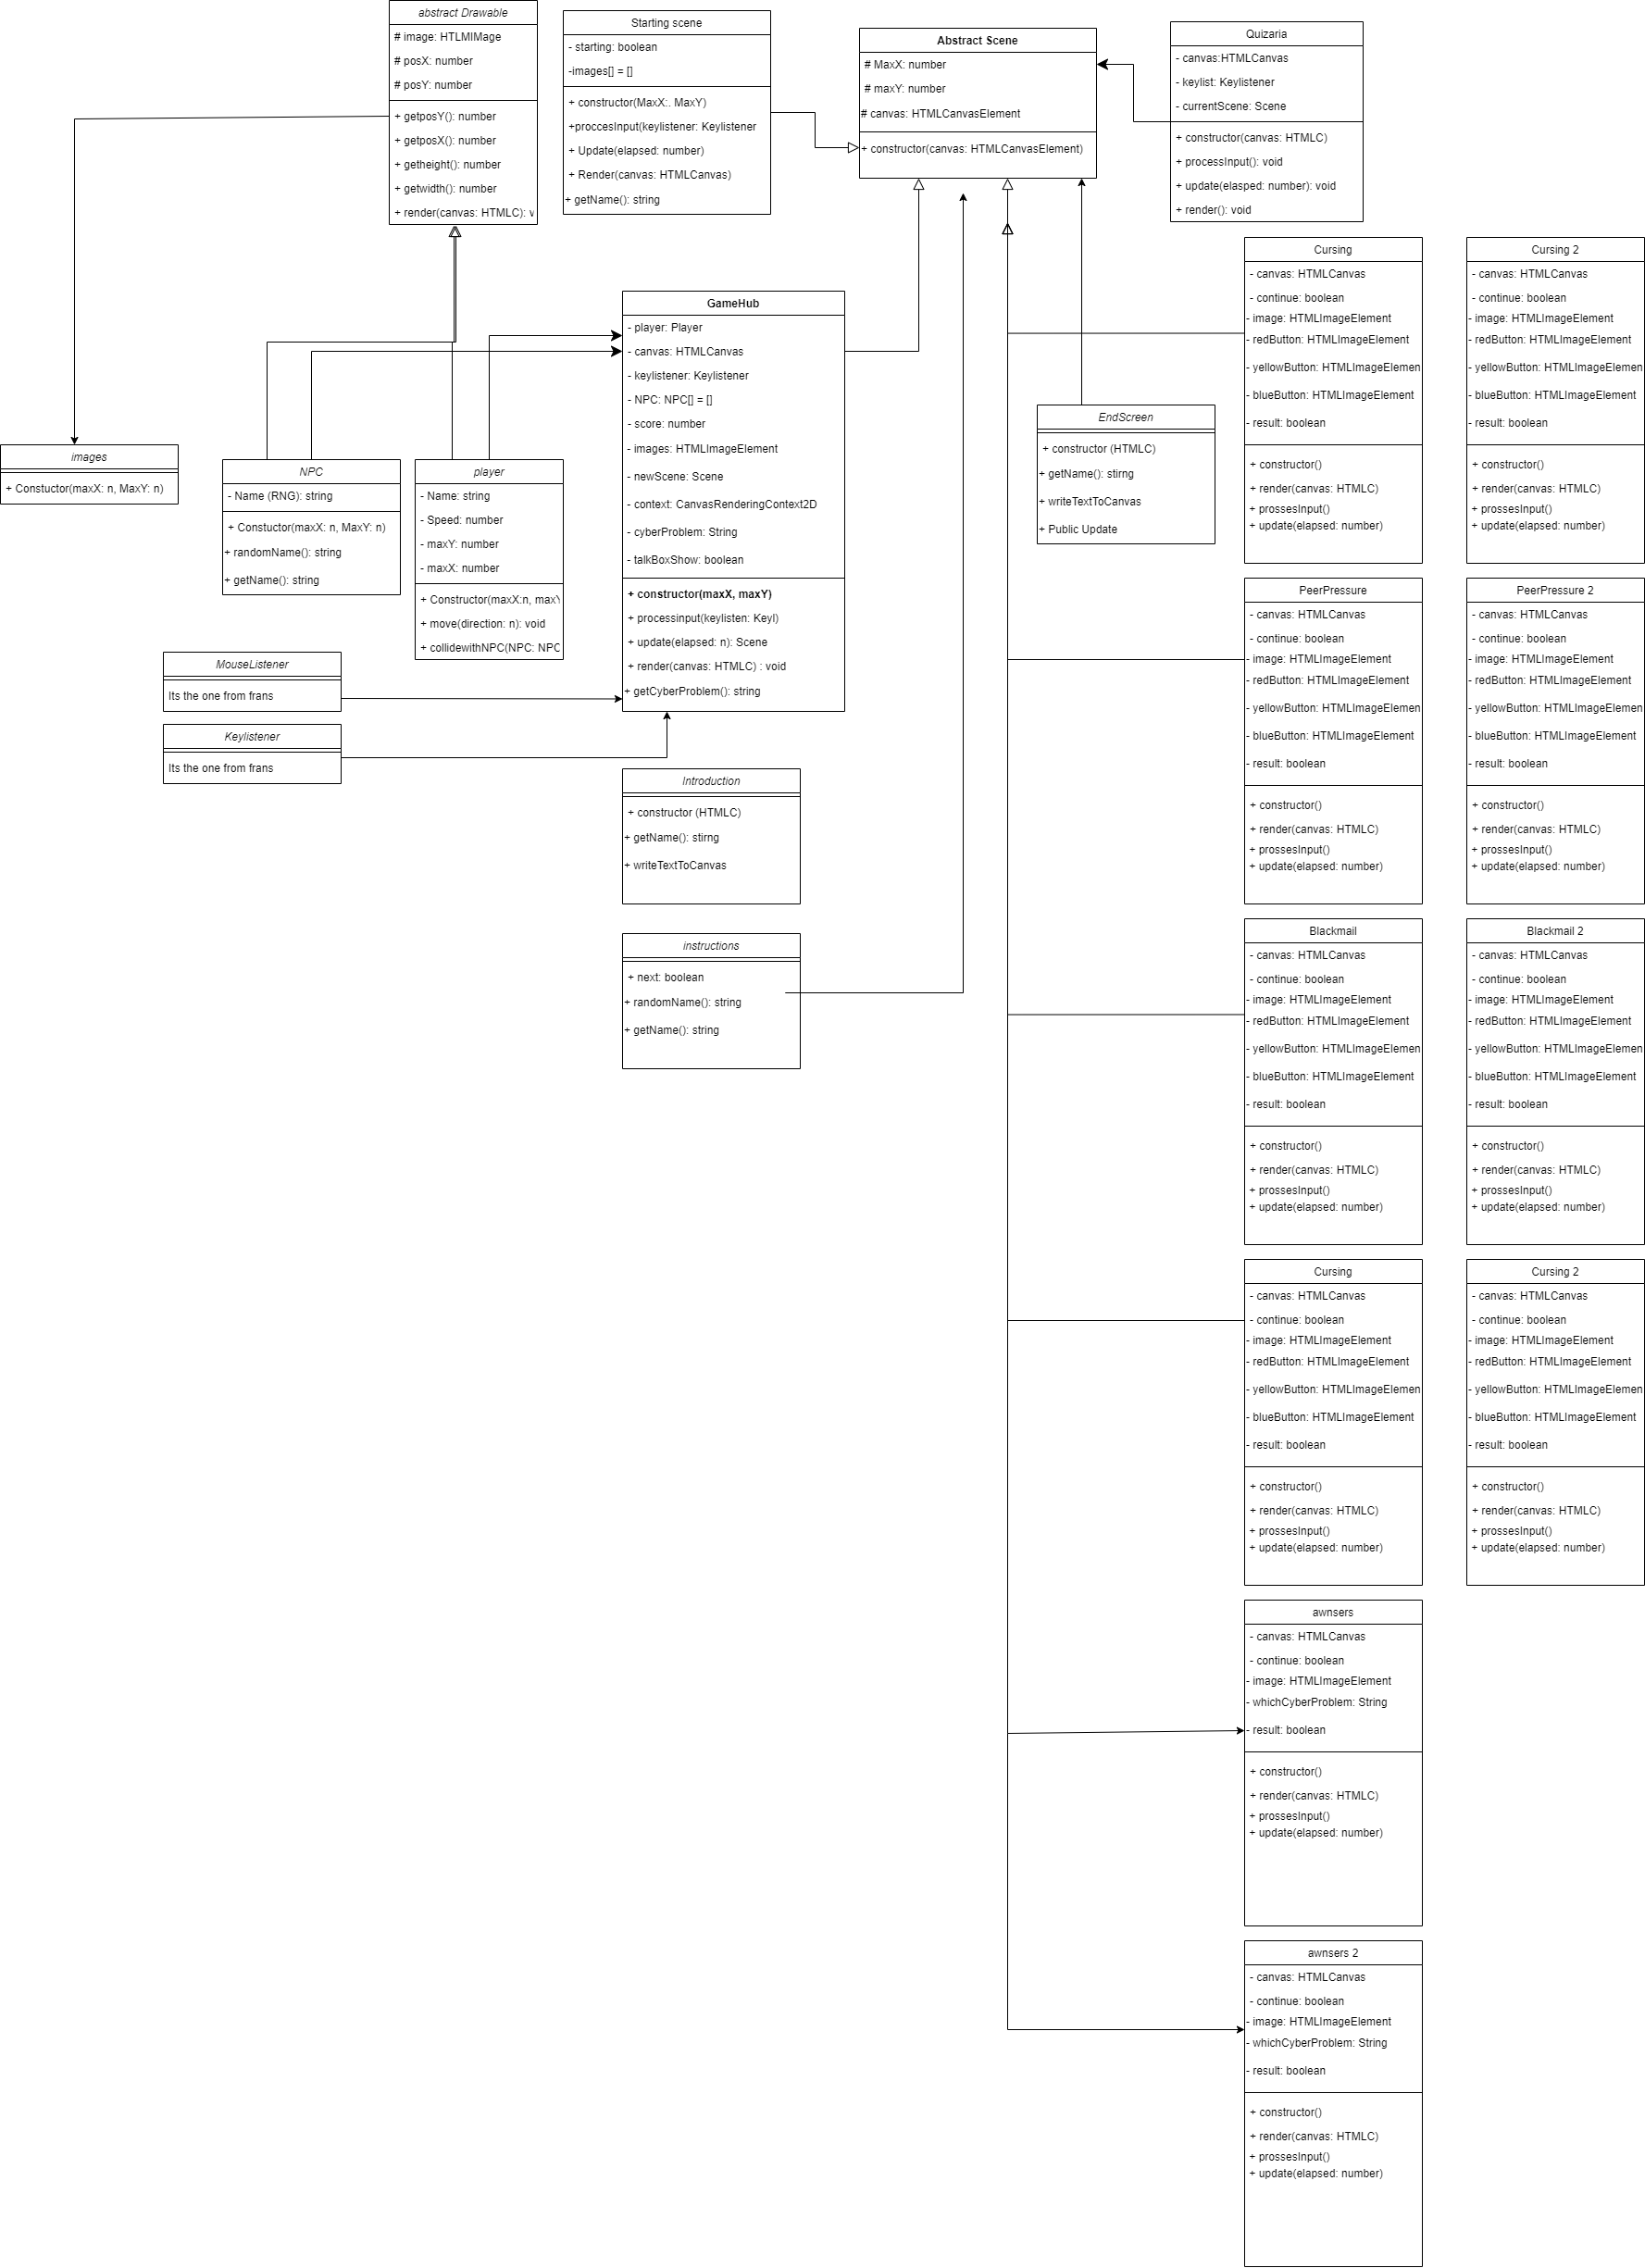 abstract Drawable
# image: HTLMIMage
# posX: number
# posY: number
+ getposY(): number
+ getposX(): number
+ getheight(): number
+ getwidth(): number
+ render(canvas: HTMLC): v
Starting scene
- starting: boolean
-images[] = []
+ constructor(MaxX:. MaxY)
+proccesInput(keylistener: Keylistener
+ Update(elapsed: number)
+ Render(canvas: HTMLCanvas)
+ getName(): string
Abstract Scene
# MaxX: number
# maxY: number
# canvas: HTMLCanvasElement
+ constructor(canvas: HTMLCanvasElement)
Quizaria
- canvas:HTMLCanvas
- keylist: Keylistener
- currentScene: Scene
+ constructor(canvas: HTMLC)
+ processInput(): void
+ update(elasped: number): void
+ render(): void
images
+ Constuctor(maxX: n, MaxY: n)
NPC
- Name (RNG): string
+ Constuctor(maxX: n, MaxY: n)
+ randomName(): string
+ getName(): string
player
- Name: string
- Speed: number
- maxY: number
- maxX: number
+ Constructor(maxX:n, maxY
+ move(direction: n): void
+ collidewithNPC(NPC: NPC
GameHub
- player: Player
- canvas: HTMLCanvas
- keylistener: Keylistener
- NPC: NPC[] = []
- score: number
- images: HTMLImageElement
- newScene: Scene
- context: CanvasRenderingContext2D
- cyberProblem: String
- talkBoxShow: boolean
+ constructor(maxX, maxY)
+ processinput(keylisten: Keyl)
+ update(elapsed: n): Scene
+ render(canvas: HTMLC) : void
+ getCyberProblem(): string
EndScreen
+ constructor (HTMLC)
+ getName(): stirng
+ writeTextToCanvas
+ Public Update
MouseListener
Its the one from frans
Keylistener
Its the one from frans
Introduction
+ constructor (HTMLC)
+ getName(): stirng
+ writeTextToCanvas
instructions
+ next: boolean
+ randomName(): string
+ getName(): string
Cursing
- canvas: HTMLCanvas
- continue: boolean
- image: HTMLImageElement
- redButton: HTMLImageElement
- yellowButton: HTMLImageElemen
- blueButton: HTMLImageElement
- result: boolean
+ constructor()
+ render(canvas: HTMLC)
+ prossesInput()
+ update(elapsed: number)
Cursing 2
- canvas: HTMLCanvas
- continue: boolean
- image: HTMLImageElement
- redButton: HTMLImageElement
- yellowButton: HTMLImageElemen
- blueButton: HTMLImageElement
- result: boolean
+ constructor()
+ render(canvas: HTMLC)
+ prossesInput()
+ update(elapsed: number)
PeerPressure
- canvas: HTMLCanvas
- continue: boolean
- image: HTMLImageElement
- redButton: HTMLImageElement
- yellowButton: HTMLImageElemen
- blueButton: HTMLImageElement
- result: boolean
+ constructor()
+ render(canvas: HTMLC)
+ prossesInput()
+ update(elapsed: number)
PeerPressure 2
- canvas: HTMLCanvas
- continue: boolean
- image: HTMLImageElement
- redButton: HTMLImageElement
- yellowButton: HTMLImageElemen
- blueButton: HTMLImageElement
- result: boolean
+ constructor()
+ render(canvas: HTMLC)
+ prossesInput()
+ update(elapsed: number)
Blackmail
- canvas: HTMLCanvas
- continue: boolean
- image: HTMLImageElement
- redButton: HTMLImageElement
- yellowButton: HTMLImageElemen
- blueButton: HTMLImageElement
- result: boolean
+ constructor()
+ render(canvas: HTMLC)
+ prossesInput()
+ update(elapsed: number)
Blackmail 2
- canvas: HTMLCanvas
- continue: boolean
- image: HTMLImageElement
- redButton: HTMLImageElement
- yellowButton: HTMLImageElemen
- blueButton: HTMLImageElement
- result: boolean
+ constructor()
+ render(canvas: HTMLC)
+ prossesInput()
+ update(elapsed: number)
Cursing
- canvas: HTMLCanvas
- continue: boolean
- image: HTMLImageElement
- redButton: HTMLImageElement
- yellowButton: HTMLImageElemen
- blueButton: HTMLImageElement
- result: boolean
+ constructor()
+ render(canvas: HTMLC)
+ prossesInput()
+ update(elapsed: number)
Cursing 2
- canvas: HTMLCanvas
- continue: boolean
- image: HTMLImageElement
- redButton: HTMLImageElement
- yellowButton: HTMLImageElemen
- blueButton: HTMLImageElement
- result: boolean
+ constructor()
+ render(canvas: HTMLC)
+ prossesInput()
+ update(elapsed: number)
awnsers
- canvas: HTMLCanvas
- continue: boolean
- image: HTMLImageElement
- whichCyberProblem: String
- result: boolean
+ constructor()
+ render(canvas: HTMLC)
+ prossesInput()
+ update(elapsed: number)
awnsers 2
- canvas: HTMLCanvas
- continue: boolean
- image: HTMLImageElement
- whichCyberProblem: String
- result: boolean
+ constructor()
+ render(canvas: HTMLC)
+ prossesInput()
+ update(elapsed: number)